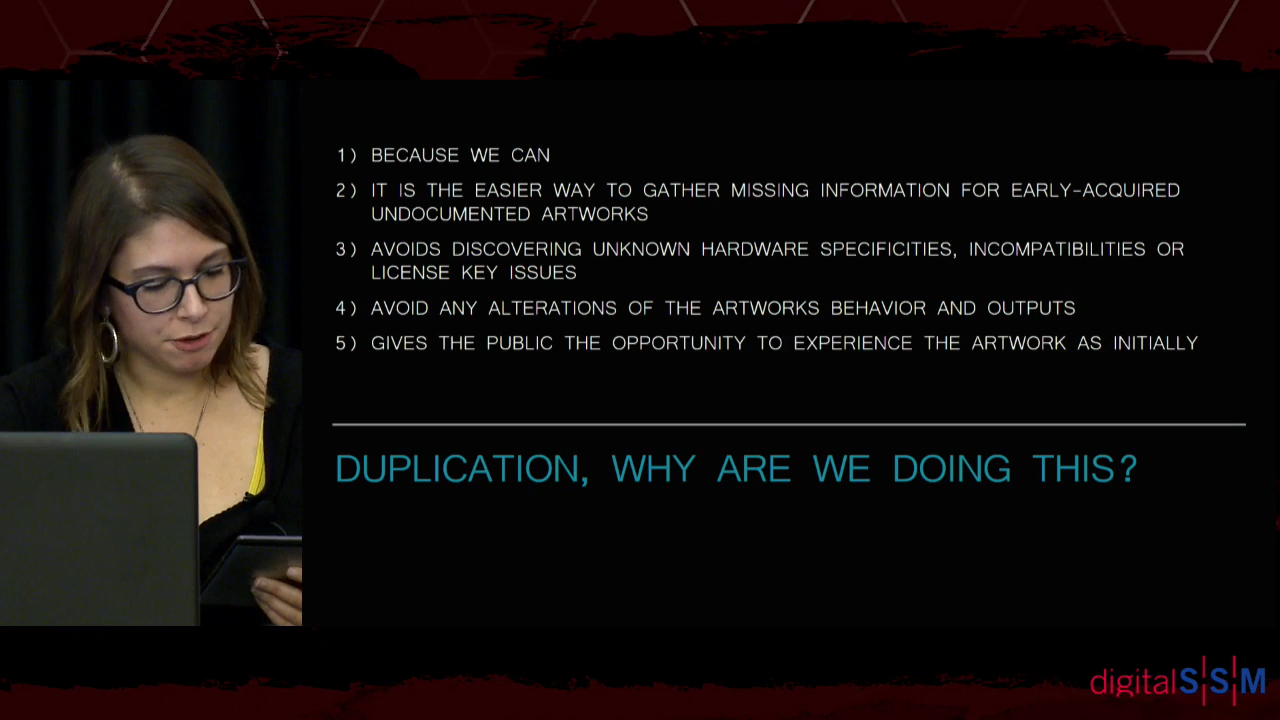 1) BECAUSE WE CAN
2) IT IS THE EASIER WAY TO GATHER MISSING INFORMATION FOR EARLY-ACQUIRED
UNDOCUMENTED ARTWORKS
3) AVOIDS DISCOVERING UNKNOWN HARDWARE SPECIFICITIES, INCOMPATIBILITIES OR
LICENSE KEY ISSUES
4) AVOID ANY ALTERATIONS OF THE ARTWORKS BEHAVIOR AND OUTPUTS
5) GIVES THE PUBLIC THE OPPORTUNITY TO EXPERIENCE THE ARTWORK AS INITIALLY
DUPLICATION, WHY ARE WE DOING THIS?
digitalS|S|M